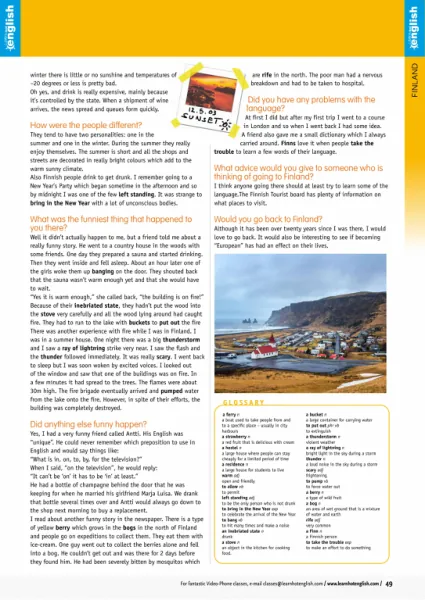 english
english
FINLAND
winter there is little or no sunshine and temperatures of
-20 degrees or less is pretty bad.
Oh yes, and drink is really expensive, mainly because
it's controlled by the state. When a shipment of wine
arrives, the news spread and queues form quickly.
How were the people different?
They tend to have two personalities: one in the
summer and one in the winter. During the summer they really
enjoy themselves. The summer is short and all the shops and
streets are decorated in really bright colours which add to the
warm sunny climate.
Also Finnish people drink to get drunk. I remember going to a
New Year's Party which began sometime in the afternoon and so
by midnight I was one of the few left standing. It was strange to
bring in the New Year with a lot of unconscious bodies.
What was the funniest thing that happened to
you there?
Well it didn't actually happen to me, but a friend told me about a
really funny story. He went to a country house in the woods with
some friends. One day they prepared a sauna and started drinking.
Then they went inside and fell asleep. About an hour later one of
the girls woke them up banging on the door. They shouted back
that the sauna wasn't warm enough yet and that she would have
to wait.
"Yes it is warm enough," she called back, "the building is on fire!"
Because of their inebriated state, they hadn't put the wood into
the stove very carefully and all the wood lying around had caught
fire. They had to run to the lake with buckets to put out the fire
There was another experience with fire while I was in Finland. I
was in a summer house. One night there was a big thunderstorm
and I saw a ray of lightning strike very near. I saw the flash and
the thunder followed immediately. It was really scary. I went back
to sleep but I was soon woken by excited voices. I looked out
of the window and saw that one of the buildings was on fire. In
a few minutes it had spread to the trees. The flames were about
30m high. The fire brigade eventually arrived and pumped water
from the lake onto the fire. However, in spite of their efforts, the
building was completely destroyed.
Did anything else funny happen?
Yes, I had a very funny friend called Antti. His English was
"unique". He could never remember which preposition to use in
English and would say things like:
"What is in, on, to, by, for the television?"
When I said, "on the television", he would reply:
"It can't be 'on' it has to be 'in' at least."
He had a bottle of champagne behind the door that he was
keeping for when he married his girlfriend Marja Luisa. We drank
that bottle several times over and Antti would always go down to
the shop next morning to buy a replacement.
I read about another funny story in the newspaper. There is a type
of yellow berry which grows in the bogs in the north of Finland
and people go on expeditions to collect them. They eat them with
ice-cream. One guy went out to collect the berries alone and fell
into a bog. He couldn't get out and was there for 2 days before
they found him. He had been severely bitten by mosquitos which
12.5.03
SUNSET
are rife in the north. The poor man had a nervous
breakdown and had to be taken to hospital.
Did you have any problems with the
language?
At first I did but after my first trip I went to a course
in London and so when I went back I had some idea.
A friend also gave me a small dictionary which I always
carried around. Finns love it when people take the
trouble to learn a few words of their language.
What advice would you give to someone who is
thinking of going to Finland?
I think anyone going there should at least try to learn some of the
language.The Finnish Tourist board has plenty of information on
what places to visit.
Would you go back to Finland?
Although it has been over twenty years since I was there, I would
love to go back. It would also be interesting to see if becoming
"European" has had an effect on their lives.
GLOSSARY
a ferry n
a boat used to take people from and
to a specific place - usually in city
harbours
a strawberry n
a red fruit that is delicious with cream
a hostel n
a large house where people can stay
cheaply for a limited period of time
a residence n
a large house for students to live
warm adj
open and friendly
to allow vb
to permit
left standing adj
to be the only person who is not drunk
to bring in the New Year exp
to celebrate the arrival of the New Year
to bang vb
to hit many times and make a noise
an inebriated state n
drunk
a stove n
an object in the kitchen for cooking
food.
a bucket n
a large container for carrying water
to put out phr vb
to extinguish
a thunderstorm n
violent weather
a ray of lightning n
bright light in the sky during a storm
thunder n
a loud noise in the sky during a storm
scary adj
frightening
to pump vb
to force water out
a berry n
a type of wild fruit
a bog n
an area of wet ground that is a mixture
of water and earth
rife adj
very common
a Finn n
a Finnish person
to take the trouble exp
to make an effort to do something
For fantastic Video-Phone classes, e-mail classes@learnhotenglish.com / www.learnhotenglish.com / 49